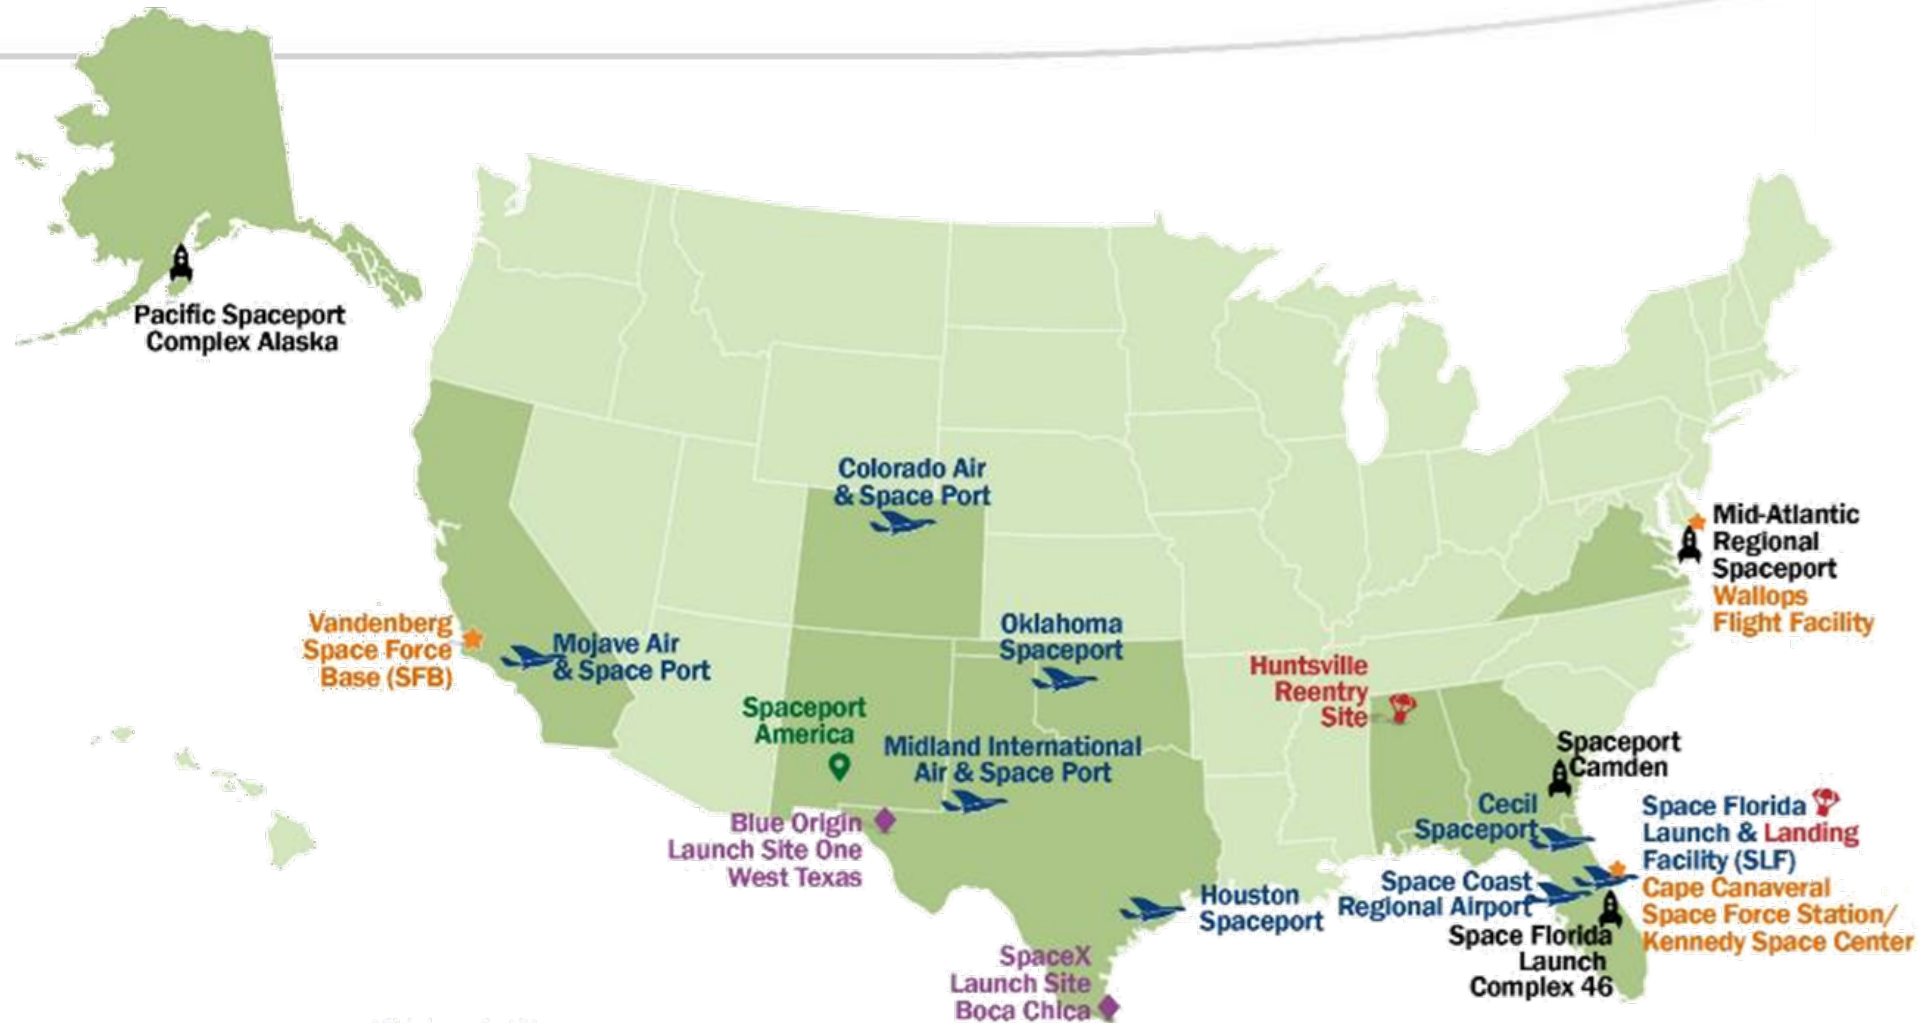 Pacific Spaceport
Complex Alaska
Colorado Air
& Space Port
Mid-Atlantic
Regional
Spaceport
Wallops
Flight Facility
Vandenberg
Space Force
Base (SFB)
Mojave Air
& Space Port
Oklahoma
Spaceport
Huntsville
Reentry
Site
Spaceport
America
Midland International
Air & Space Port
Spaceport
Camden
Cecil
Spaceport
Space Florida
Launch & Landing
Facility (SLF)
Cape Canaveral
Space Force Station/
Kennedy Space Center
Blue Origin
Launch Site One
West Texas
Houston
Spaceport
Space Coast
Regional Airport
Space Florida
Launch
Complex 46
SpaceX
Launch Site
Boca Chica